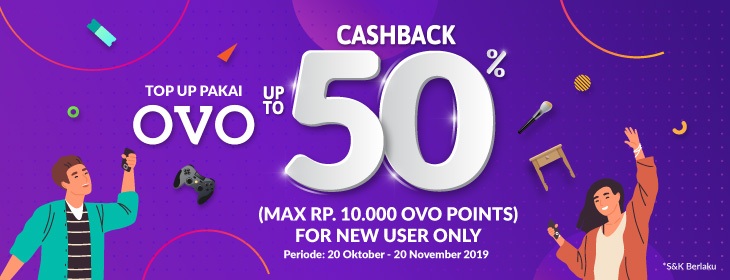 TOP UP PAKAI
OVO
CASHBACK
UP
TO
50%
(MAX RP. 10.000 OVO POINTS)
FOR NEW USER ONLY
Periode: 20 Oktober - 20 November 2019
*S&K Berlaku